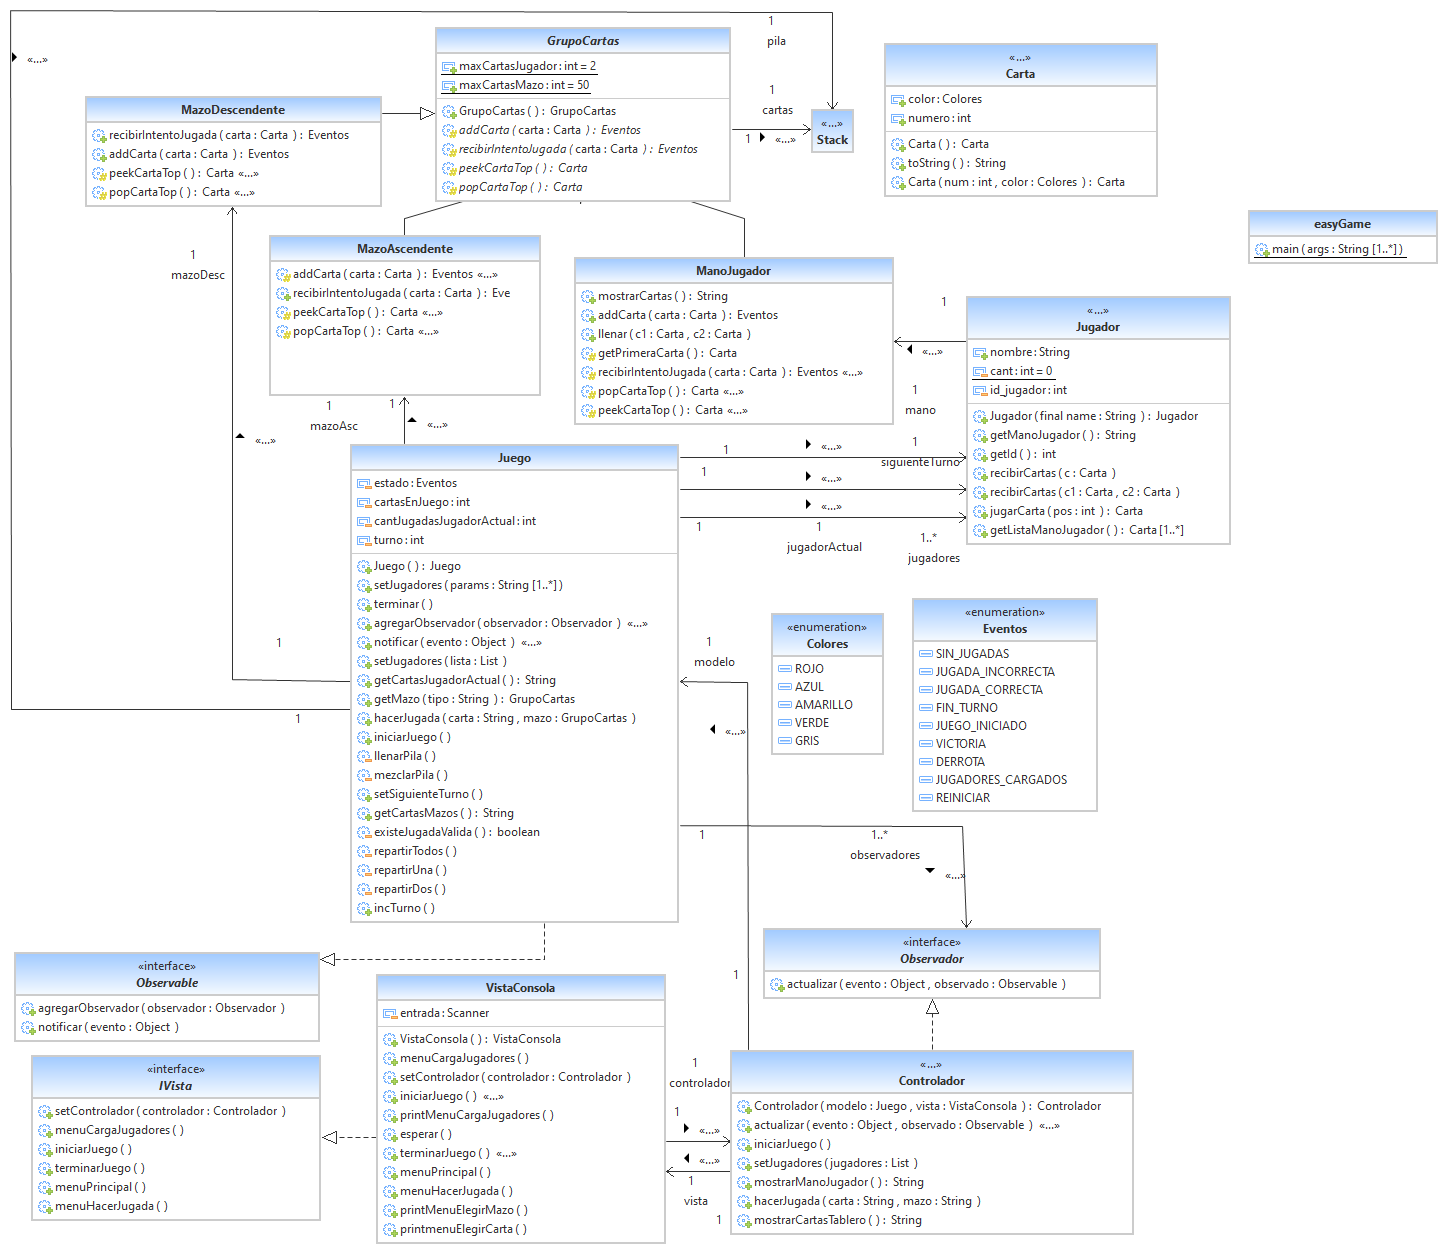 1
pila
«...»
GrupoCartas
maxCartasJugador : int = 2
maxCartasMazo : int = 50
GrupoCartas ( ) : GrupoCartas
addCarta ( carta : Carta ) : Eventos
recibirIntentoJugada ( carta : Carta ) : Eventos
peekCartaTop ( ) : Carta
popCartaTop ( ) : Carta
1
cartas
1
«...»
«...»
Stack
«...»
Carta
color : Colores
numero : int
Carta ( ) : Carta
toString ( ) : String
Carta ( num : int , color : Colores ) : Carta
MazoDescendente
recibirIntentoJugada ( carta : Carta ) : Eventos
addCarta ( carta : Carta ) : Eventos
peekCartaTop ( ) : Carta «...»
popCartaTop ( ) : Carta «...»
easyGame
main ( args : String [1..*] )
1
mazoDesc
MazoAscendente
addCarta ( carta : Carta ) : Eventos «...»
recibirIntentoJugada ( carta : Carta ) : Eve
peekCartaTop ( ) : Carta «...»
popCartaTop ( ) : Carta «...»
ManoJugador
mostrarCartas ( ) : String
addCarta ( carta : Carta ) : Eventos
llenar ( c1 : Carta , c2 : Carta )
getPrimeraCarta ( ) : Carta
recibirIntentoJugada ( carta : Carta ) : Eventos «...»
popCartaTop ( ) : Carta «...»
peekCartaTop ( ) : Carta «...»
1
«...»
1
mano
«...»
Jugador
nombre : String
cant : int = 0
id_jugador : int
Jugador ( final name : String ) : Jugador
getManoJugador ( ) : String
getId ( ) : int
recibirCartas ( c : Carta )
recibirCartas ( c1 : Carta , c2 : Carta )
jugarCarta ( pos : int ) : Carta
getListaManoJugador ( ) : Carta [1..*]
1
mazoAsc
1
«...»
«...»
Juego
estado : Eventos
cartasEnJuego : int
cantJugadasJugadorActual : int
turno : int
Juego ( ) : Juego
setJugadores ( params : String [1..*] )
terminar ( )
agregarObservador ( observador : Observador ) «...»
notificar ( evento : Object ) «...»
setJugadores ( lista : List )
getCartasJugadorActual ( ) : String
getMazo ( tipo : String ) : GrupoCartas
hacerJugada ( carta : String , mazo : GrupoCartas )
iniciarJuego ( )
llenarPila ( )
mezclarPila ( )
setSiguienteTurno ( )
getCartasMazos ( ) : String
existeJugadaValida ( ) : boolean
repartirTodos ( )
repartirUna ( )
repartirDos ( )
incTurno ( )
1
«...»
1
siguienteTurno
1
«...»
«...»
1
1
jugadorActual
1..*
jugadores
1
1
1
modelo
«...»
«enumeration»
Colores
ROJO
AZUL
AMARILLO
VERDE
GRIS
«enumeration»
Eventos
SIN_JUGADAS
JUGADA_INCORRECTA
JUGADA_CORRECTA
FIN_TURNO
JUEGO_INICIADO
VICTORIA
DERROTA
JUGADORES_CARGADOS
REINICIAR
1
1..*
observadores
«...»
«interface»
Observador
actualizar ( evento : Object , observado : Observable )
«interface»
Observable
agregarObservador ( observador : Observador )
notificar ( evento : Object )
«interface»
IVista
setControlador ( controlador : Controlador )
menuCargaJugadores ( )
iniciarJuego ( )
terminarJuego ( )
menuPrincipal ( )
menuHacerJugada ( )
VistaConsola
entrada : Scanner
VistaConsola ( ) : VistaConsola
menuCargaJugadores ( )
setControlador ( controlador : Controlador )
iniciarJuego ( ) «...»
printMenuCargaJugadores ( )
esperar ( )
terminarJuego ( ) «...»
menuPrincipal ( )
menuHacerJugada ( )
printMenuElegirMazo ( )
printmenuElegirCarta ( )
1
1
controlador
1
«...»
«...»
1
vista
1
«...»
Controlador
Controlador ( modelo : Juego , vista : VistaConsola ) : Controlador
actualizar ( evento : Object , observado : Observable ) «...»
iniciarJuego ( )
setJugadores ( jugadores : List )
mostrarManoJugador ( ) : String
hacerJugada ( carta : String , mazo : String )
mostrarCartasTablero ( ) : String